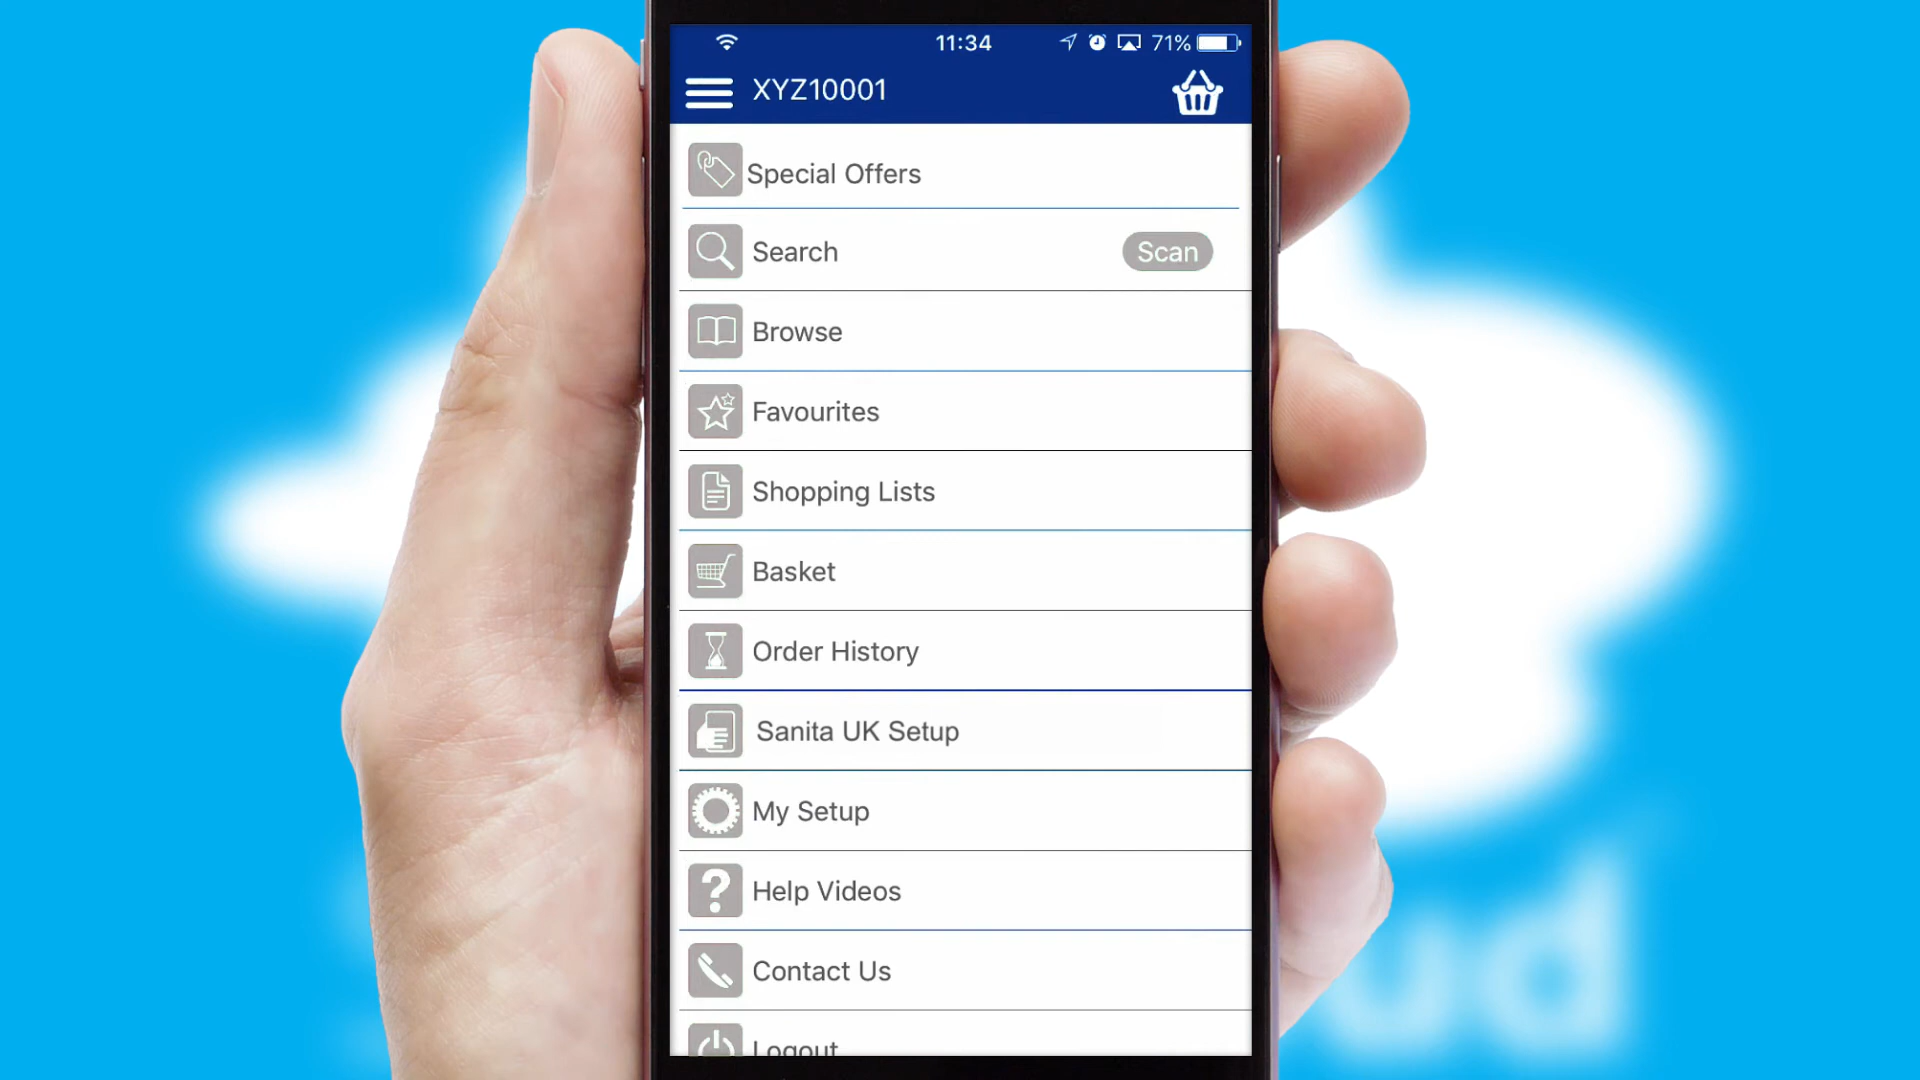 11:34 71%
XYZ10001
Special Offers
Search Scan
Browse
Favourites
Shopping Lists
Basket
Order History
Sanita UK Setup
My Setup
Help Videos
Contact Us
Logout